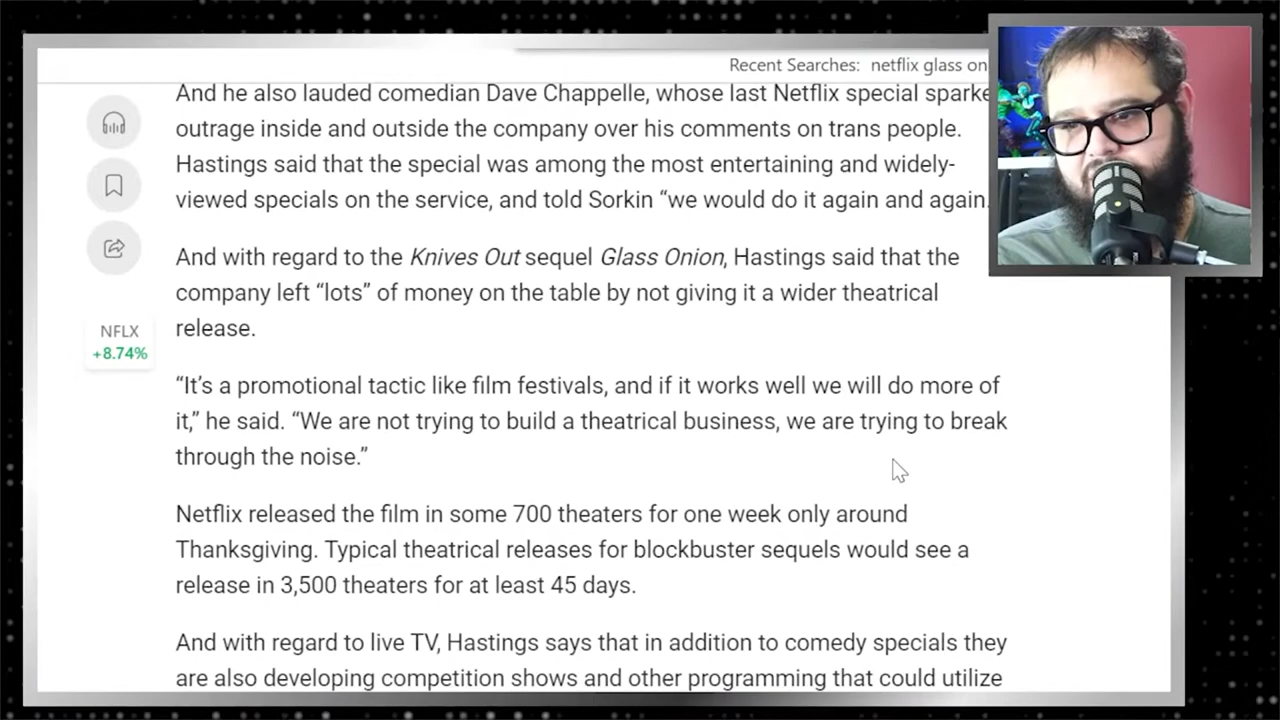 Recent Searches: netflix glass on
And he also lauded comedian Dave Chappelle, whose last Netflix special sparke
outrage inside and outside the company over his comments on trans people.
Hastings said that the special was among the most entertaining and widely-
viewed specials on the service, and told Sorkin “we would do it again and again.
And with regard to the Knives Out sequel Glass Onion, Hastings said that the
company left “lots” of money on the table by not giving it a wider theatrical
release.
NFLX
+8.74%
“It’s a promotional tactic like film festivals, and if it works well we will do more of
it,” he said. “We are not trying to build a theatrical business, we are trying to break
through the noise.”
Netflix released the film in some 700 theaters for one week only around
Thanksgiving. Typical theatrical releases for blockbuster sequels would see a
release in 3,500 theaters for at least 45 days.
And with regard to live TV, Hastings says that in addition to comedy specials they
are also developing competition shows and other programming that could utilize